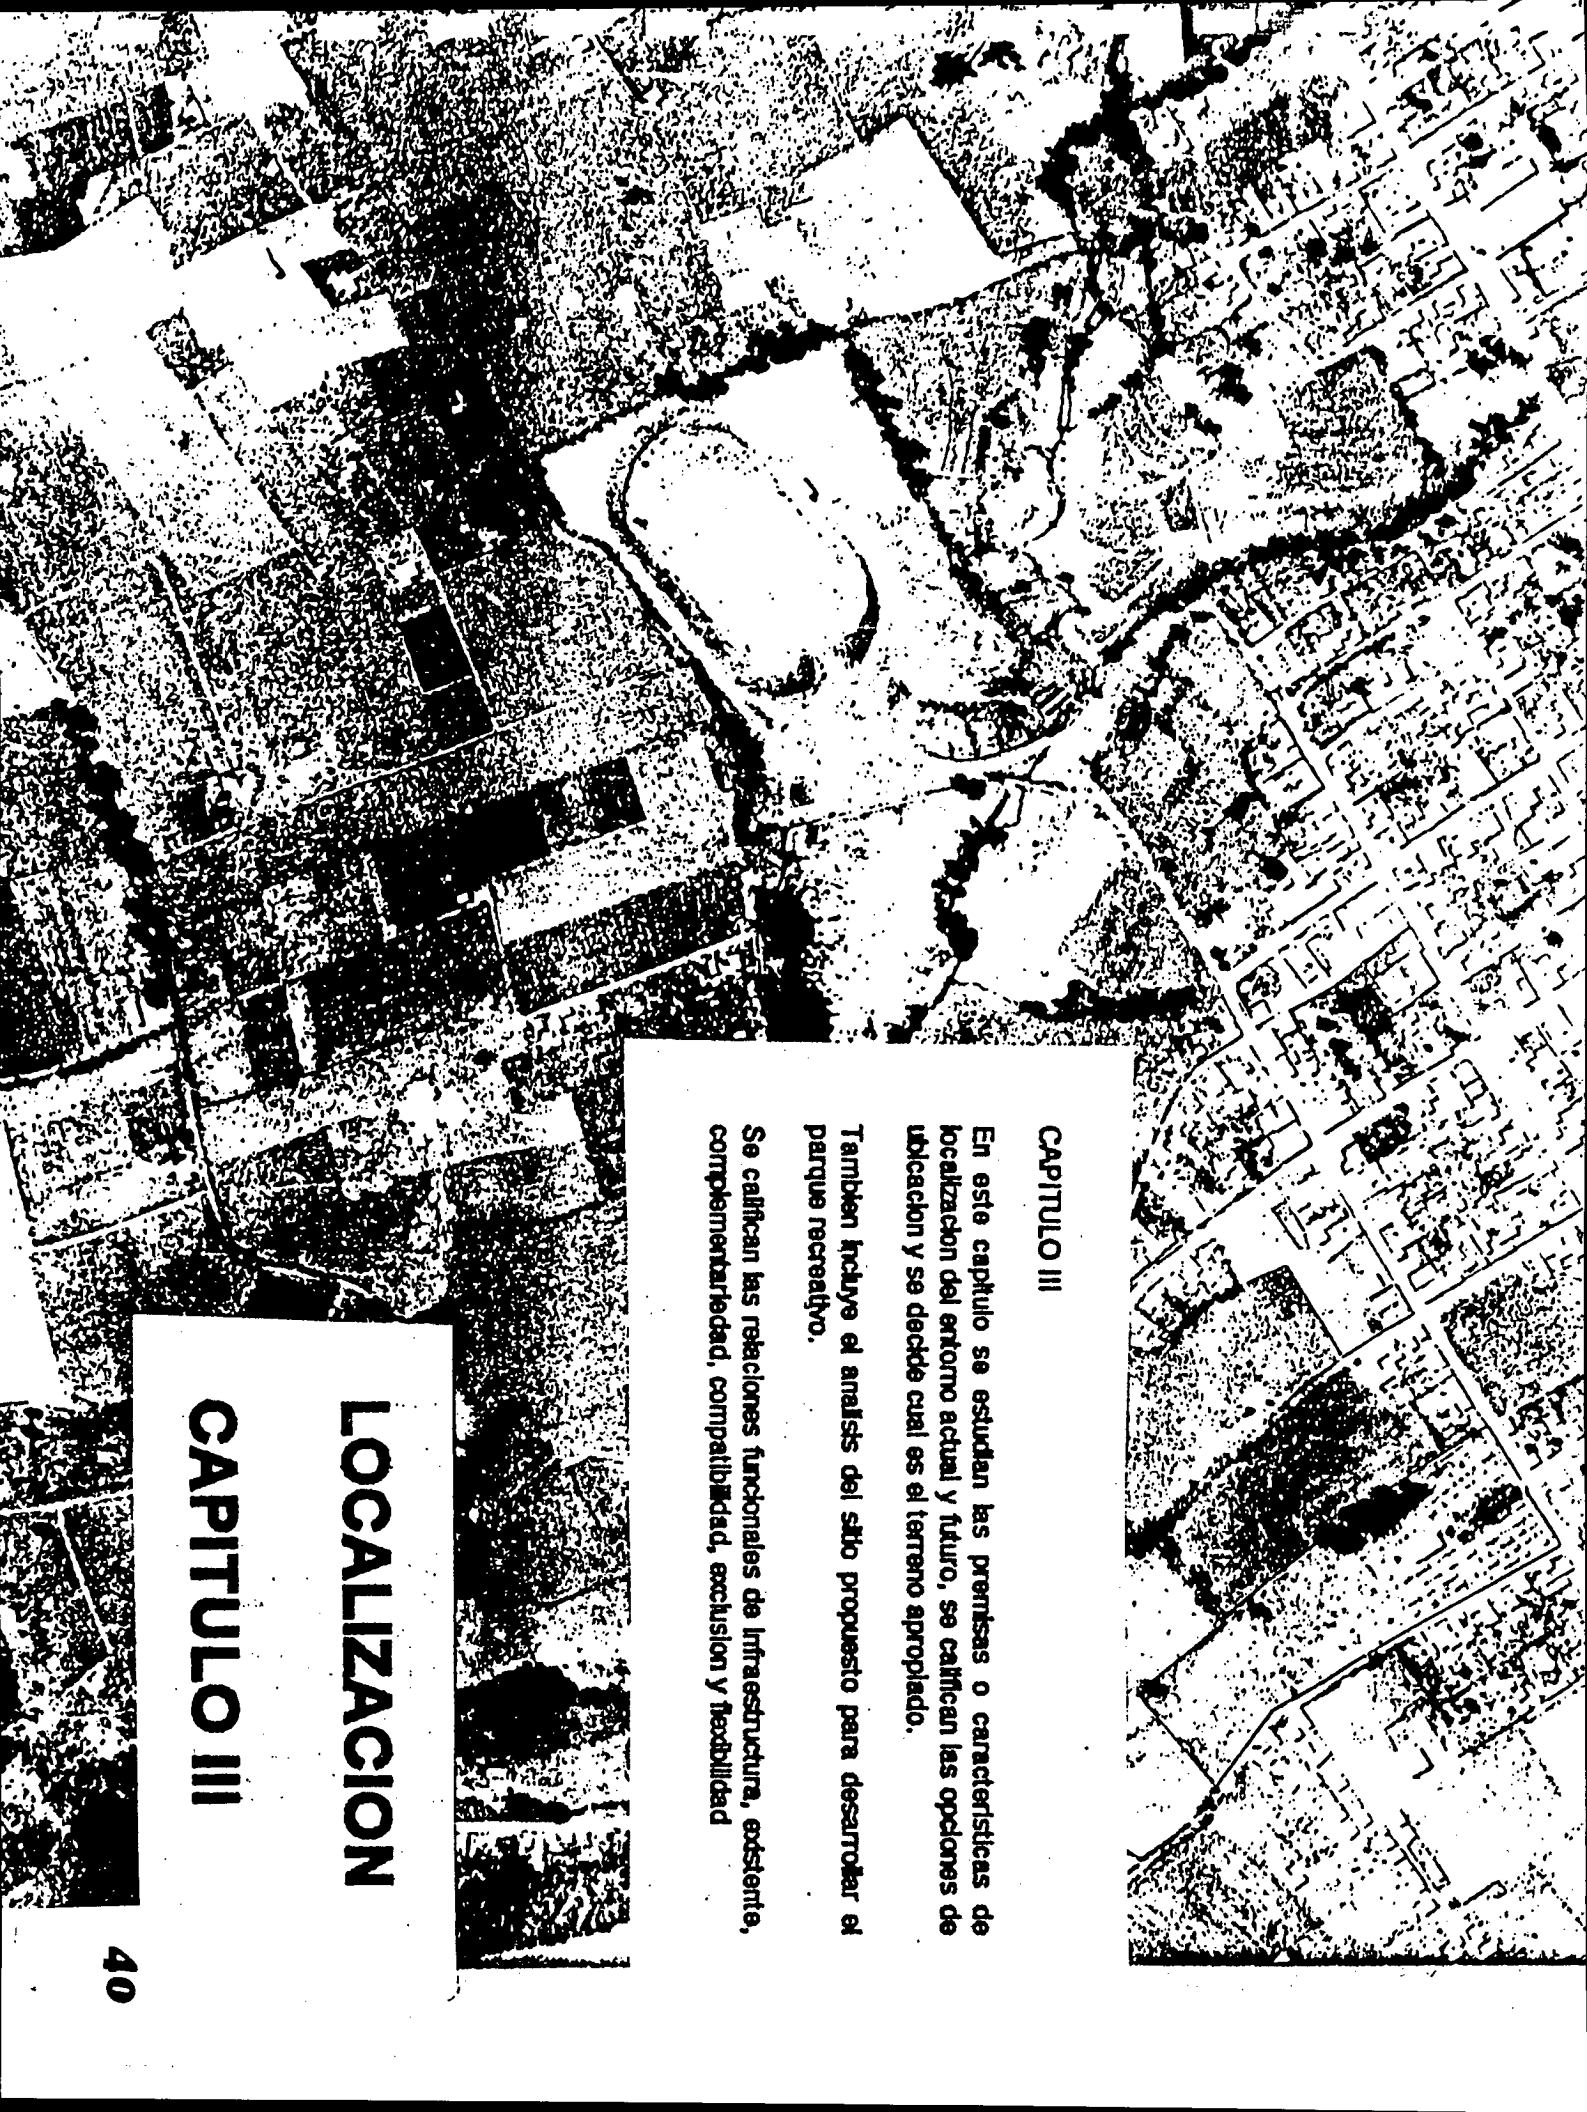 CAPITULO III
En este capitulo se estudian las premisas o caracteristicas de
localizacion del entorno actual y futuro, se califican las opciones de
ubicacion y se decide cual es el terreno apropiado.
Tambien incluye el analisis del sitio propuesto para desarrollar el
parque recreativo.
Se califican las relaciones funcionales de infraestructura, existente,
complementariedad, compatibilidad, exclusion y flexibilidad
LOCALIZACION
CAPITULO III
40